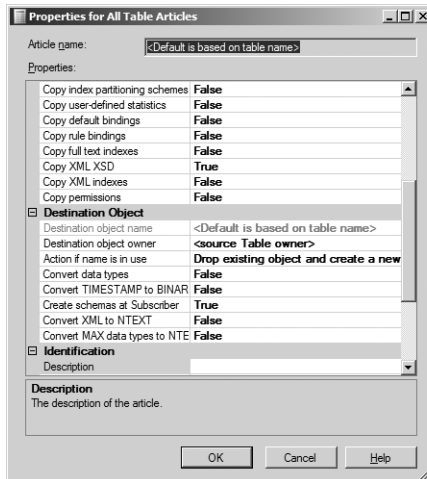 Properties for All Table Articles
Article name: <Default is based on table name>
Properties:
Copy index partitioning schemes False
Copy user-defined statistics False
Copy default bindings False
Copy rule bindings False
Copy full text indexes False
Copy XML XSD True
Copy XML indexes False
Copy permissions False
Destination Object
Destination object name <Default is based on table name>
Destination object owner <source Table owner>
Action if name is in use Drop existing object and create a new
Convert data types False
Convert TIMESTAMP to BINAR False
Create schemas at Subscriber True
Convert XML to NTEXT False
Convert MAX data types to NTE False
Identification
Description
Description
The description of the article.
OK Cancel Help